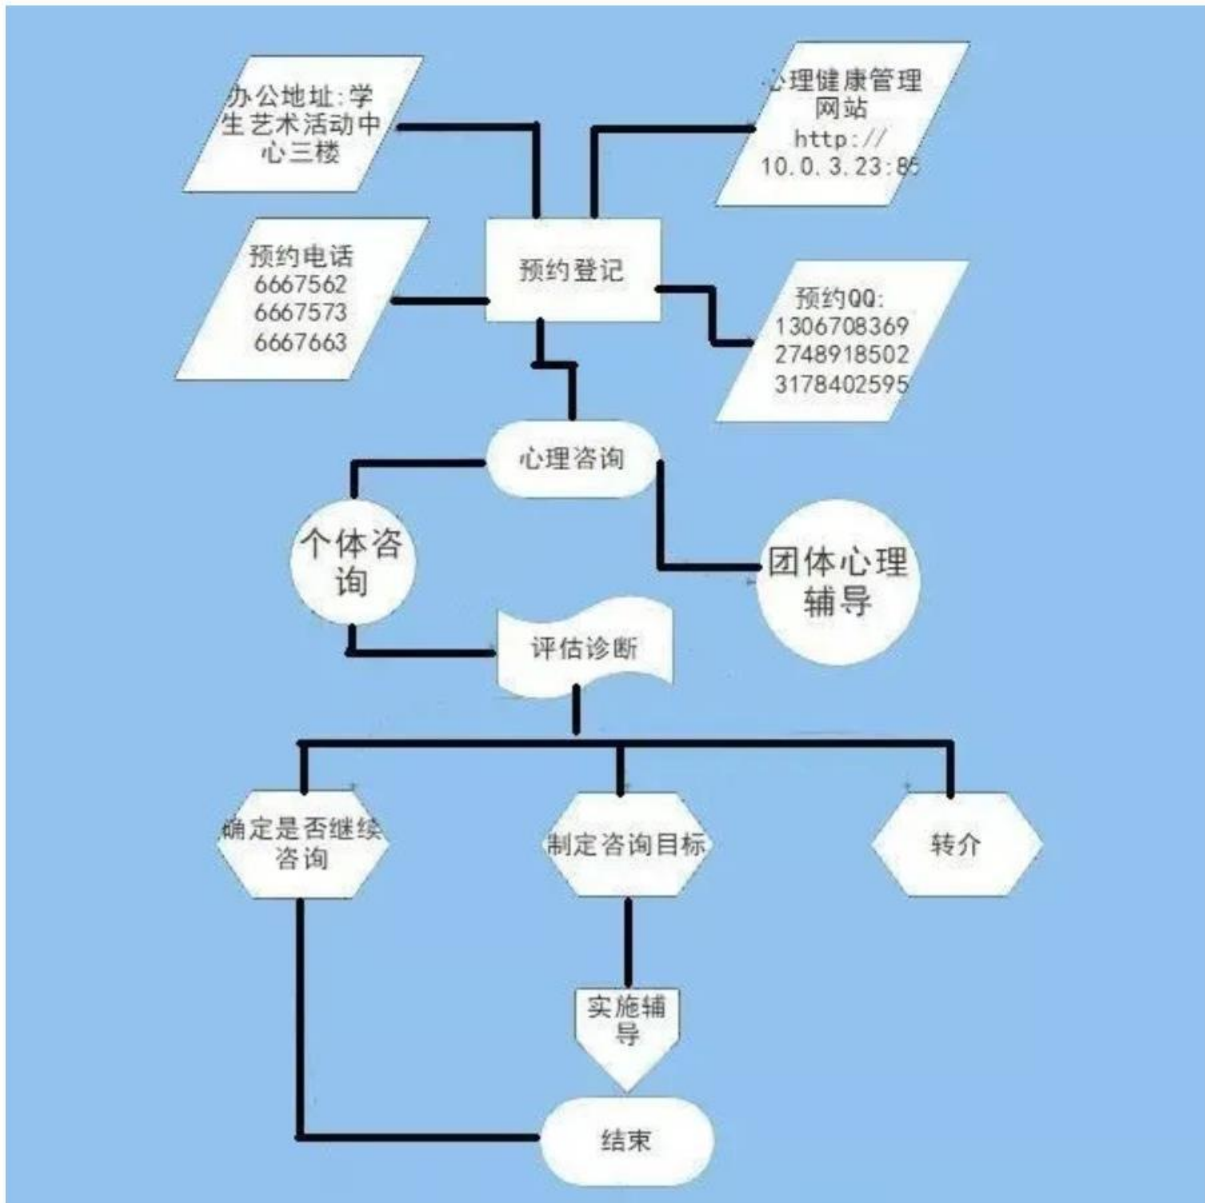 办公地址:学
生艺术活动中
心三楼
心理健康管理
网站
http://
10.0.3.23:85
预约电话
6667562
6667573
6667663
预约登记
预约QQ:
1306708369
2748918502
3178402595
心理咨询
个体咨
询
团体心理
辅导
评估诊断
确定是否继续
咨询
制定咨询目标
转介
实施辅
导
结束